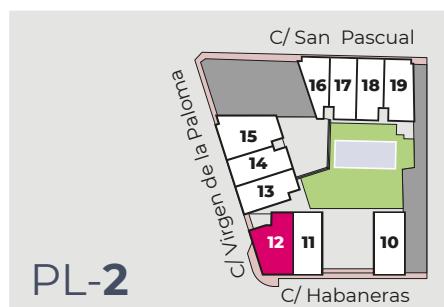 C/ San Pascual
16 17 18 19
C/ Virgen de la Paloma
15
14
13
12 11 10
PL-2
C/ Habaneras